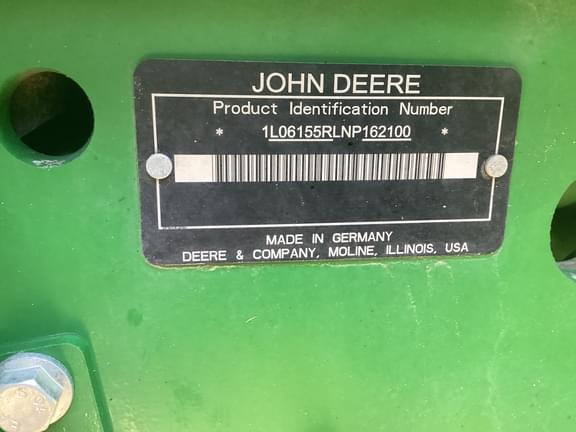 JOHN DEERE
Product Identification Number
* 1L06155RLNP162100 *
MADE IN GERMANY
DEERE & COMPANY, MOLINE, ILLINOIS, USA